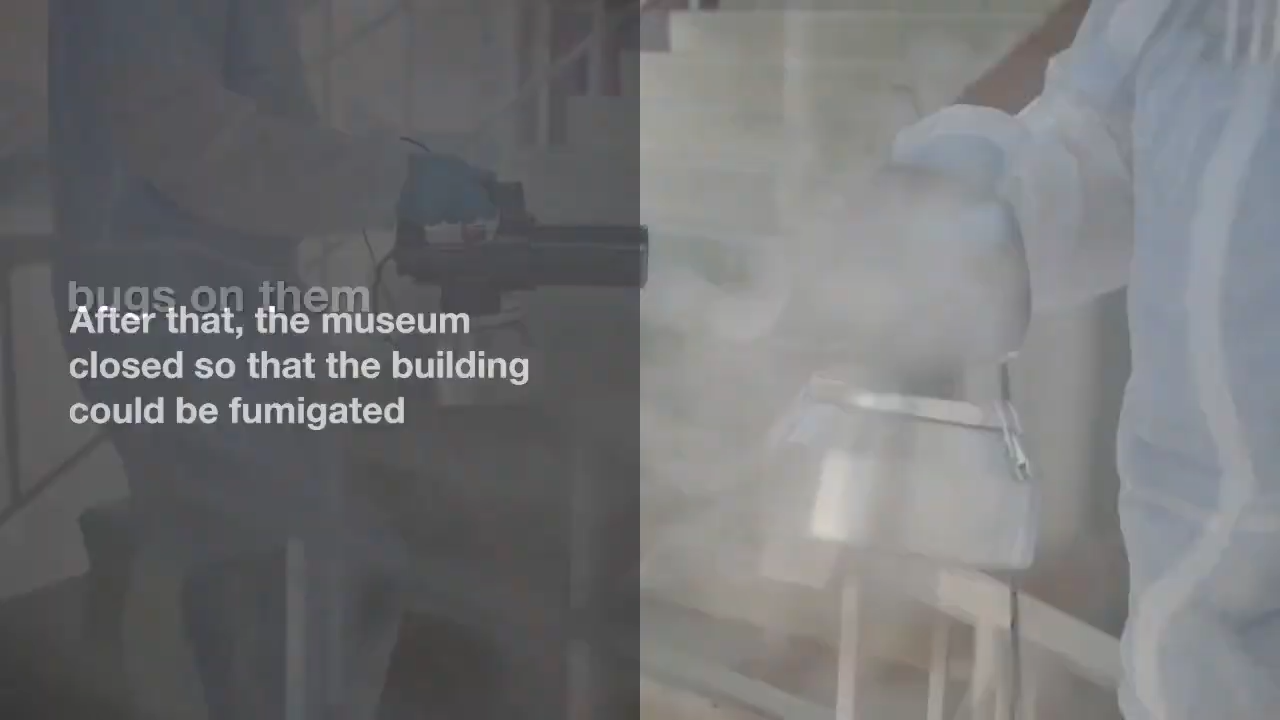 bugs on them
After that, the museum
closed so that the building
could be fumigated